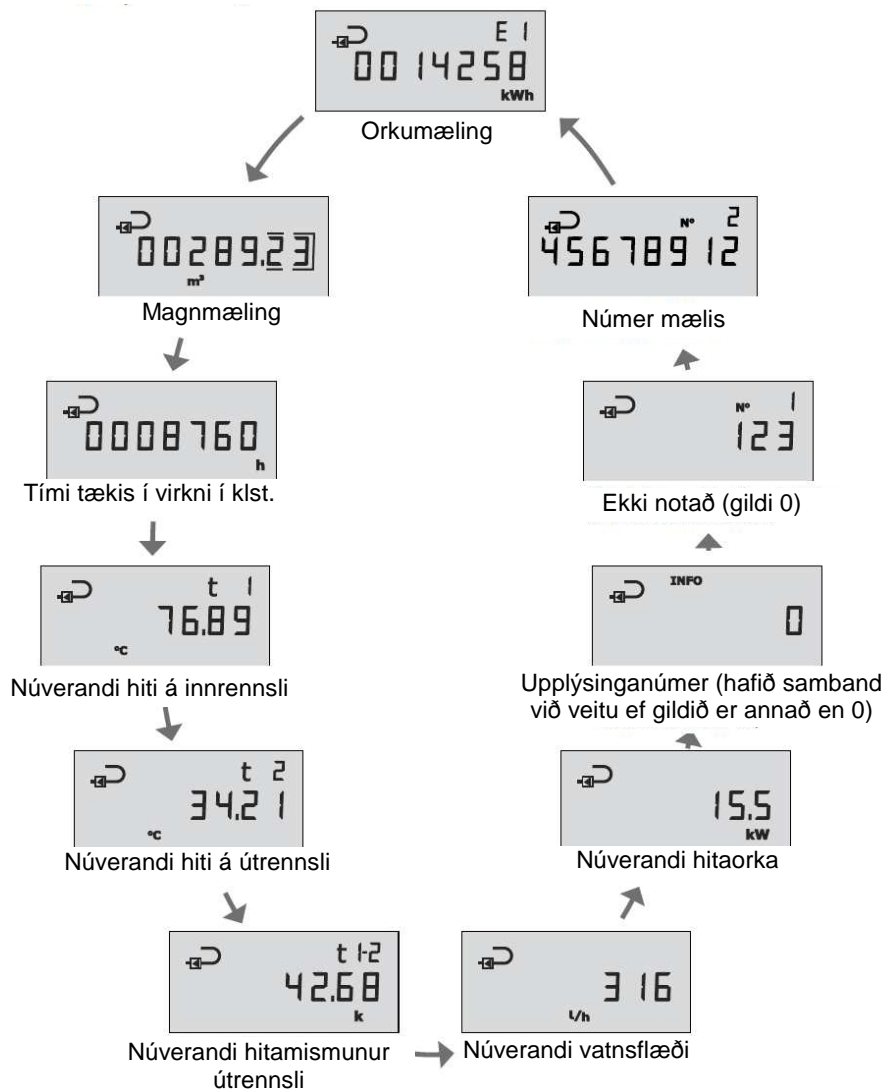 E 1
0014258
kWh
Orkumæling
00289.23
m³
Magnmæling
0008760
h
Tími tækis í virkni í klst.
t 1
76.89
°C
Núverandi hiti á innrennsli
t 2
34.21
°C
Núverandi hiti á útrennsli
t 1-2
42.68
k
Núverandi hitamismunur
útrennsli
316
l/h
Núverandi vatnsflæði
15.5
kW
Núverandi hitaorka
INFO
0
Upplýsinganúmer (hafið samband
við veitu ef gildið er annað en 0)
N° 1
123
Ekki notað (gildi 0)
N° 2
45678912
Númer mælis